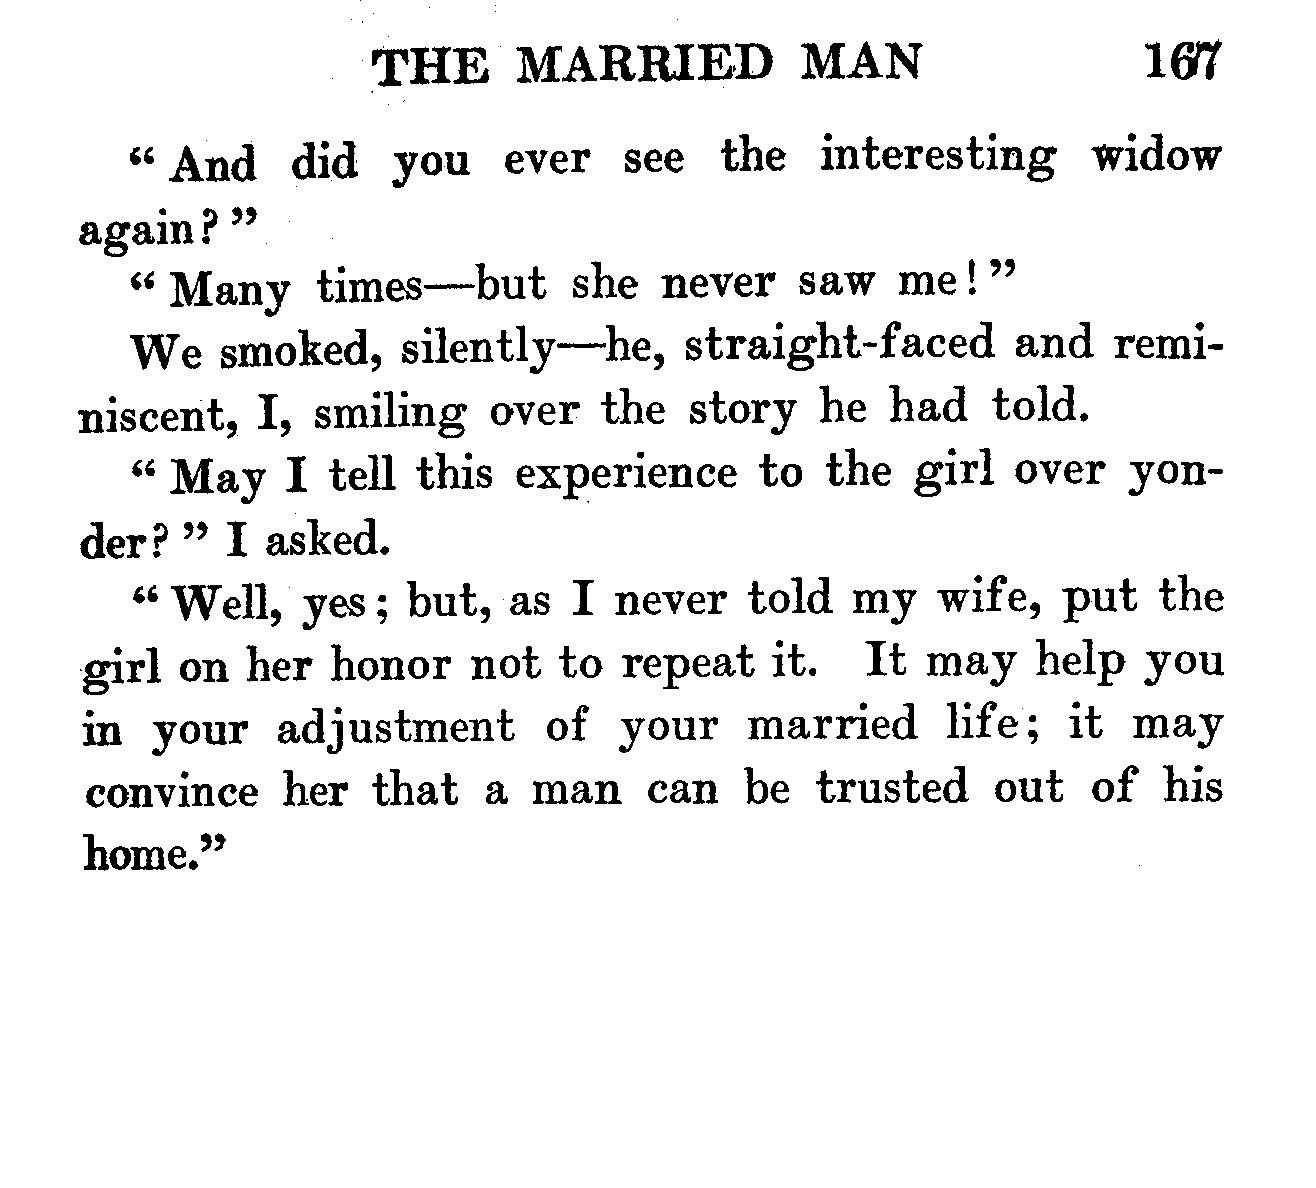 THE MARRIED MAN 167
“ And did you ever see the interesting widow
again? ”
“ Many times—but she never saw me! ”
We smoked, silently—he, straight-faced and remi-
niscent, I, smiling over the story he had told.
“ May I tell this experience to the girl over yon-
der? ” I asked.
“ Well, yes; but, as I never told my wife, put the
girl on her honor not to repeat it. It may help you
in your adjustment of your married life; it may
convince her that a man can be trusted out of his
home.”